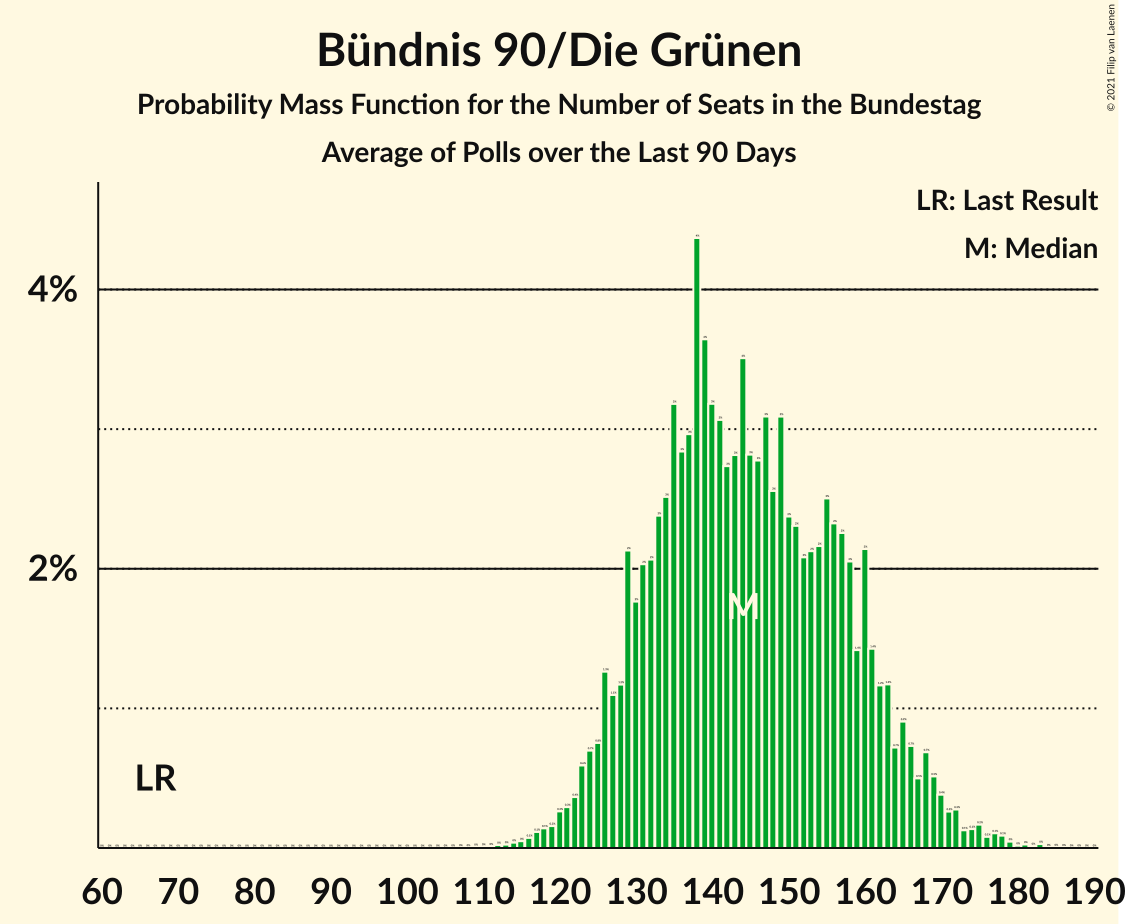 Bündnis 90/Die Grünen
Probability Mass Function for the Number of Seats in the Bundestag
Average of Polls over the Last 90 Days
© 2021 Filip van Laenen
LR: Last Result
M: Median
4%
2%
M
LR
60 70 80 90 100 110 120 130 140 150 160 170 180 190